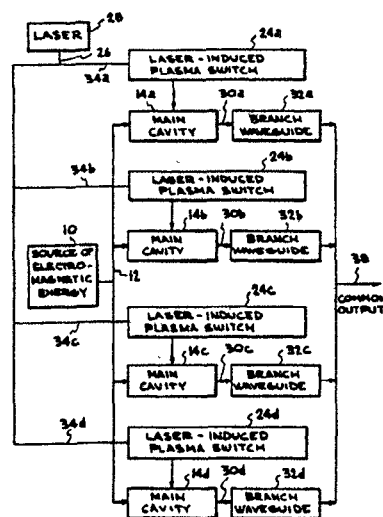 LASER
28
26
34a
24a
LASER-INDUCED
PLASMA SWITCH
14a
30a
32a
MAIN
CAVITY
BRANCH
WAVEGUIDE
34b
24b
LASER-INDUCED
PLASMA SWITCH
14b
30b
32b
MAIN
CAVITY
BRANCH
WAVEGUIDE
10
SOURCE OF
ELECTRO-
MAGNETIC
ENERGY
12
38
COMMON
OUTPUT
34c
24c
LASER-INDUCED
PLASMA SWITCH
14c
30c
32c
MAIN
CAVITY
BRANCH
WAVEGUIDE
34d
24d
LASER-INDUCED
PLASMA SWITCH
14d
30d
32d
MAIN
CAVITY
BRANCH
WAVEGUIDE